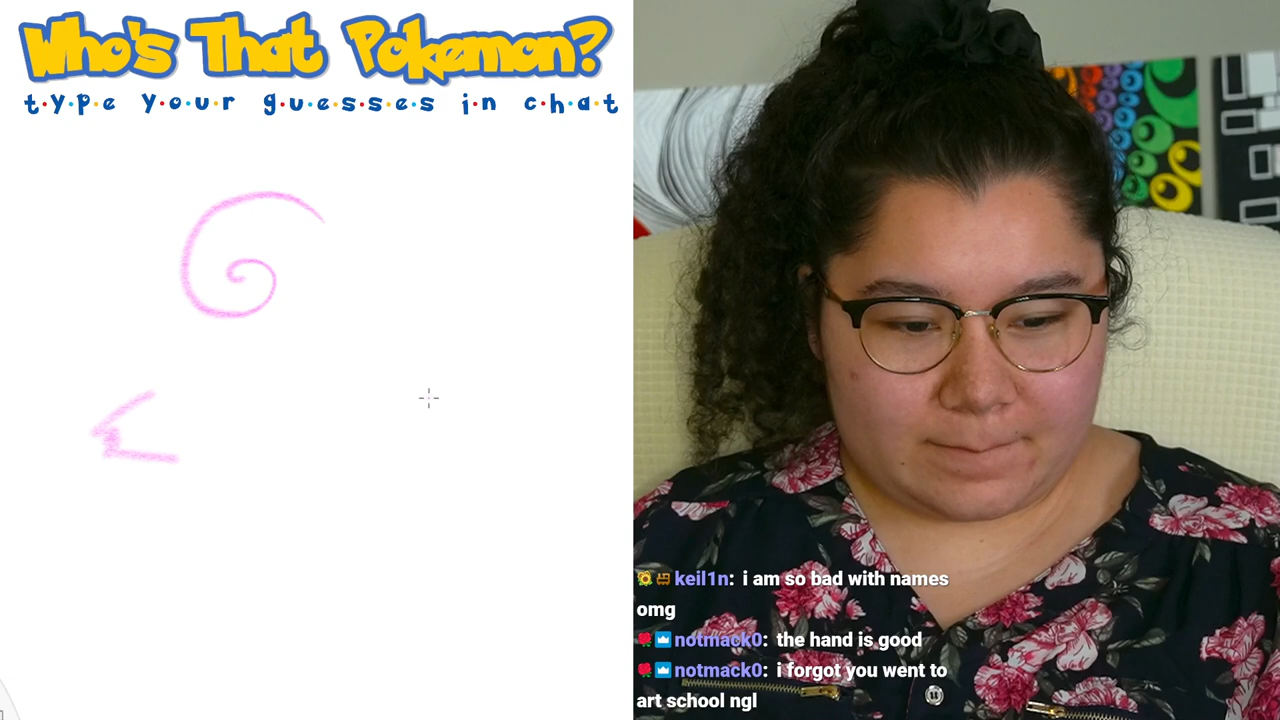 Who's That Pokemon?
type your guesses in chat
keil1n: i am so bad with names
omg
notmack0: the hand is good
notmack0: i forgot you went to
art school ngl